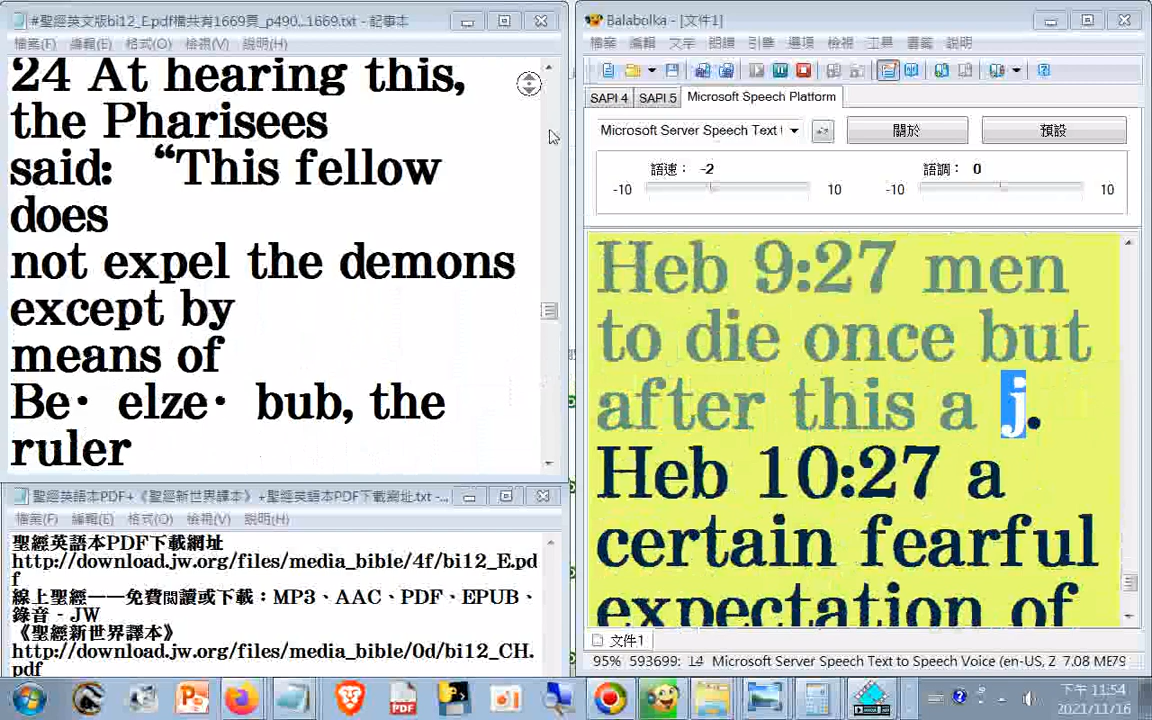 #聖經英文版bi12_E.pdf檔共有1669頁_p490...1669.txt - 記事本
檔案(F) 編輯(E) 格式(O) 檢視(V) 說明(H)
24 At hearing this,
the Pharisees
said: “This fellow
does
not expel the demons
except by
means of
Be· elze· bub, the
ruler
聖經英語本PDF+《聖經新世界譯本》+聖經英語本PDF下載網址.txt -...
檔案(F) 編輯(E) 格式(O) 檢視(V) 說明(H)
聖經英語本PDF下載網址
http://download.jw.org/files/media_bible/4f/bi12_E.pd
f
線上聖經——免費閱讀或下載：MP3、AAC、PDF、EPUB、
錄音 - JW
《聖經新世界譯本》
http://download.jw.org/files/media_bible/0d/bi12_CH.
pdf
Balabolka - [文件1]
檔案 編輯 文字 朗讀 引擎 選項 檢視 工具 書籤 說明
SAPI 4 SAPI 5 Microsoft Speech Platform
Microsoft Server Speech Text 關於 預設
語速： -2 語調： 0
-10 10 -10 10
Heb 9:27 men
to die once but
after this a j.
Heb 10:27 a
certain fearful
expectation of
文件1
95% 593699: 14 Microsoft Server Speech Text to Speech Voice (en-US, Z 7.08 ME79
下午 11:54
2021/11/16